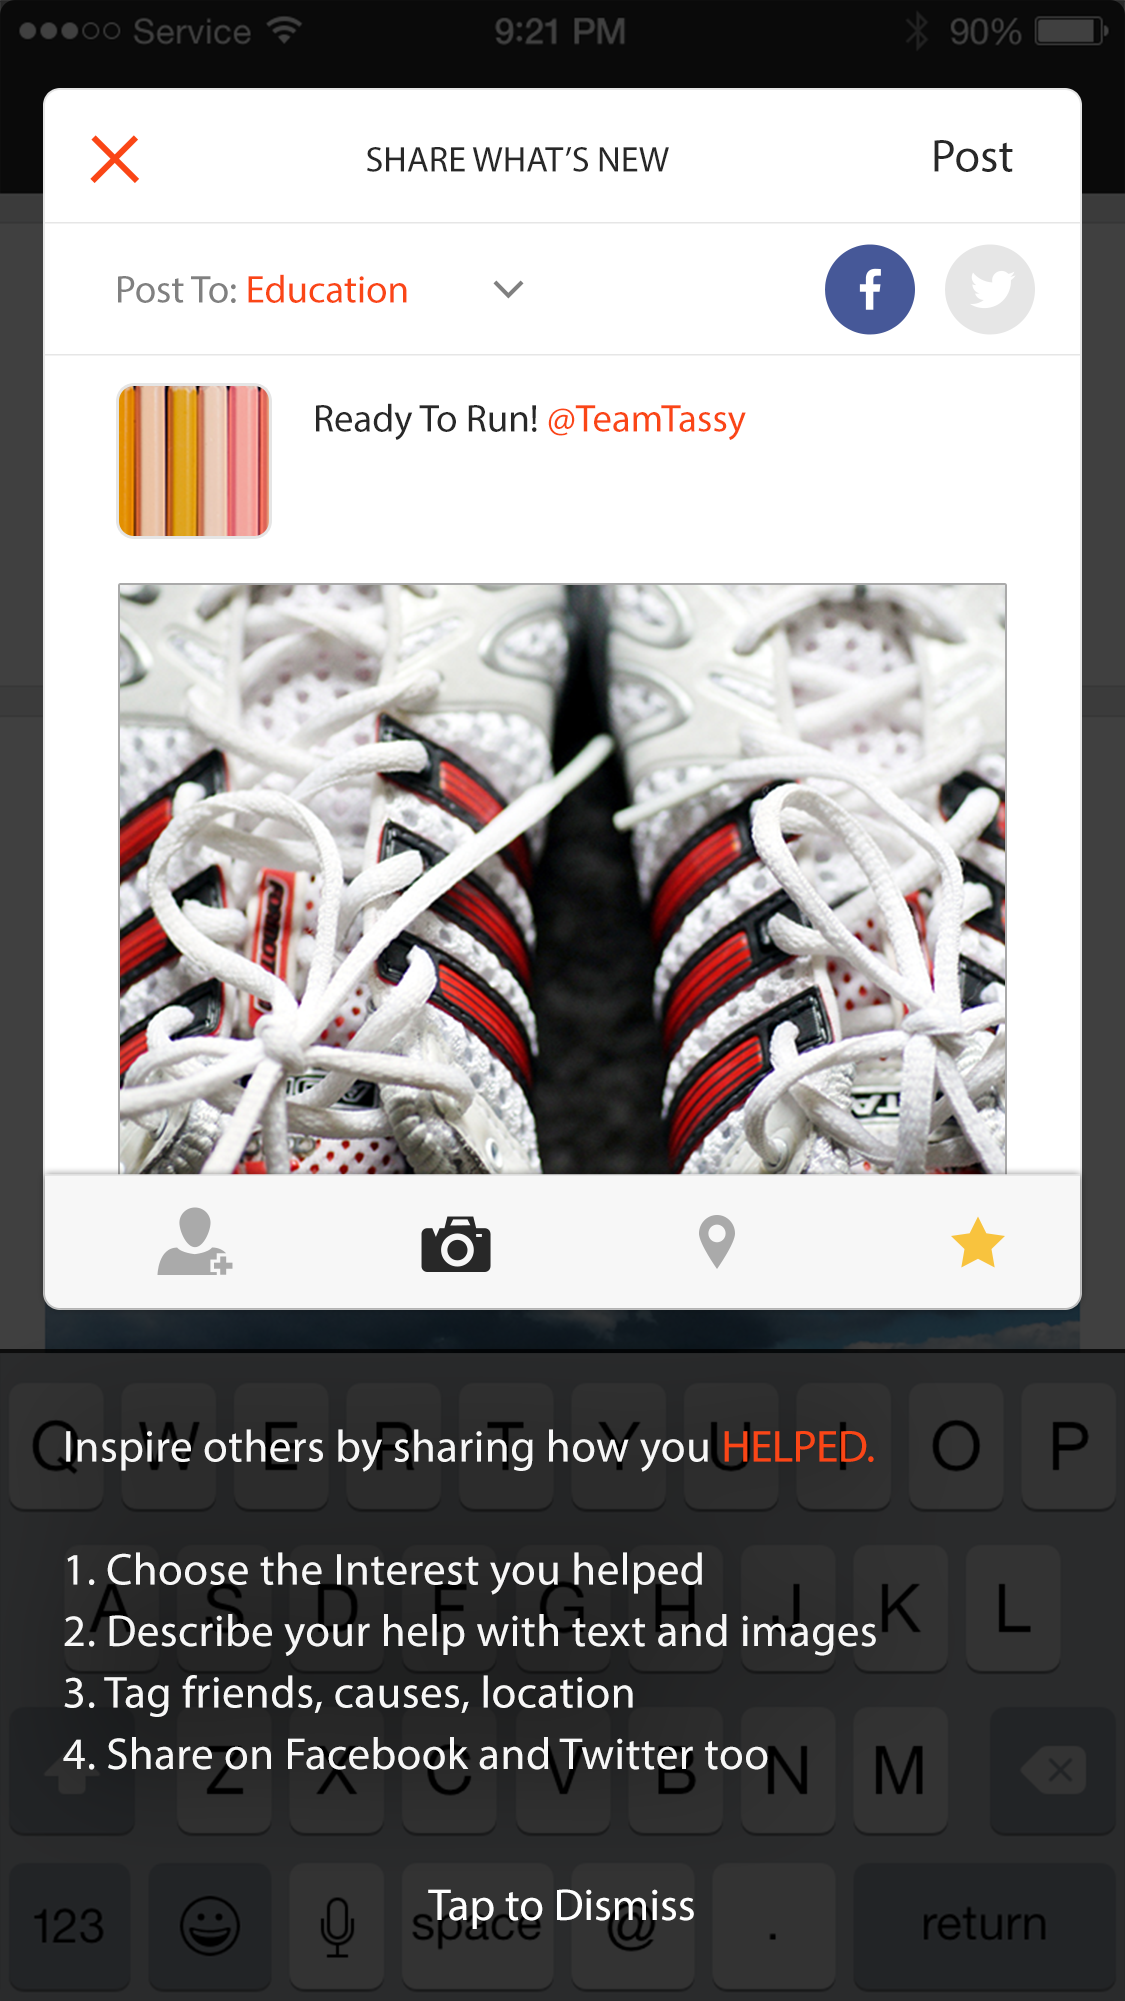 Service 9:21 PM 90%
SHARE WHAT’S NEW Post
Post To: Education
Ready To Run! @TeamTassy
Q W E R T Y U I O P
Inspire others by sharing how you HELPED.
A S D F G H J K L
1. Choose the Interest you helped
2. Describe your help with text and images
3. Tag friends, causes, location
4. Share on Facebook and Twitter too
Z X C V B N M
Tap to Dismiss
123 space @ . return